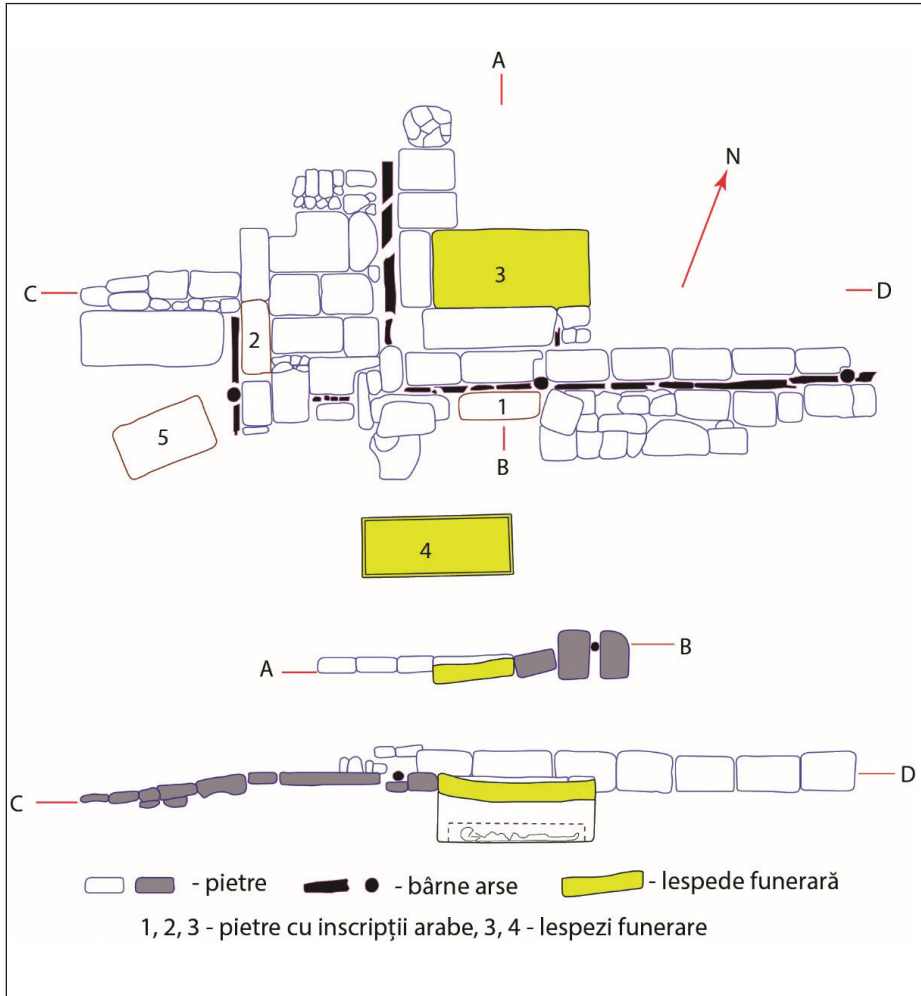 A
N
C
3
D
2
1
5
B
4
A
B
C
D
- pietre
- bârne arse
- lespede funerară
1, 2, 3 - pietre cu inscripții arabe, 3, 4 - lespezi funerare